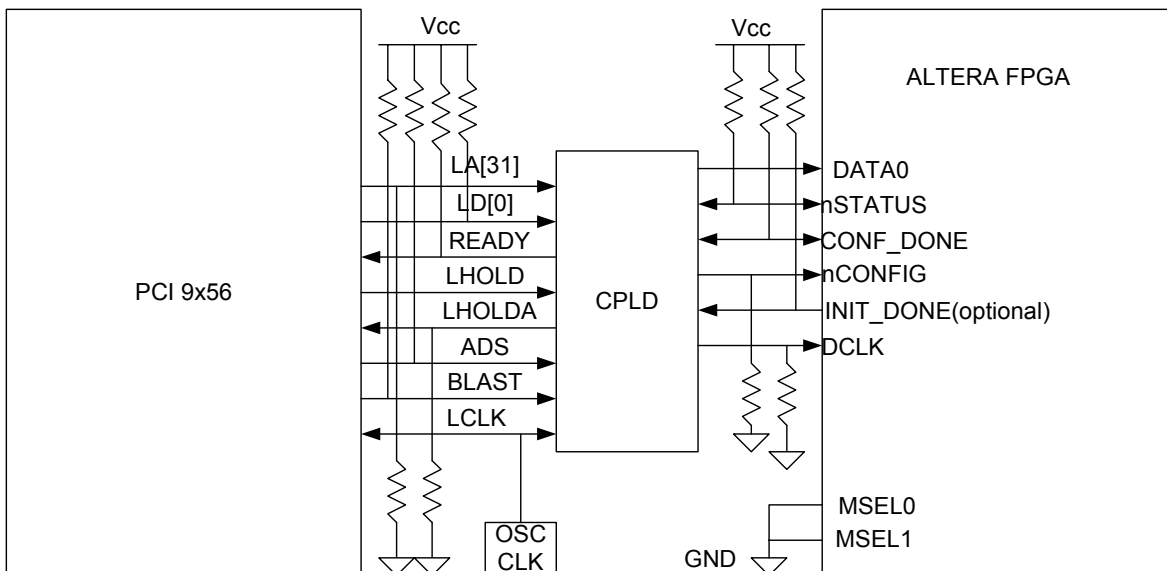 Vcc
Vcc
ALTERA FPGA
LA[31]
LD[0]
READY
LHOLD
LHOLDA
ADS
BLAST
LCLK
PCI 9x56
CPLD
DATA0
nSTATUS
CONF_DONE
nCONFIG
INIT_DONE(optional)
DCLK
MSEL0
MSEL1
OSC
CLK
GND